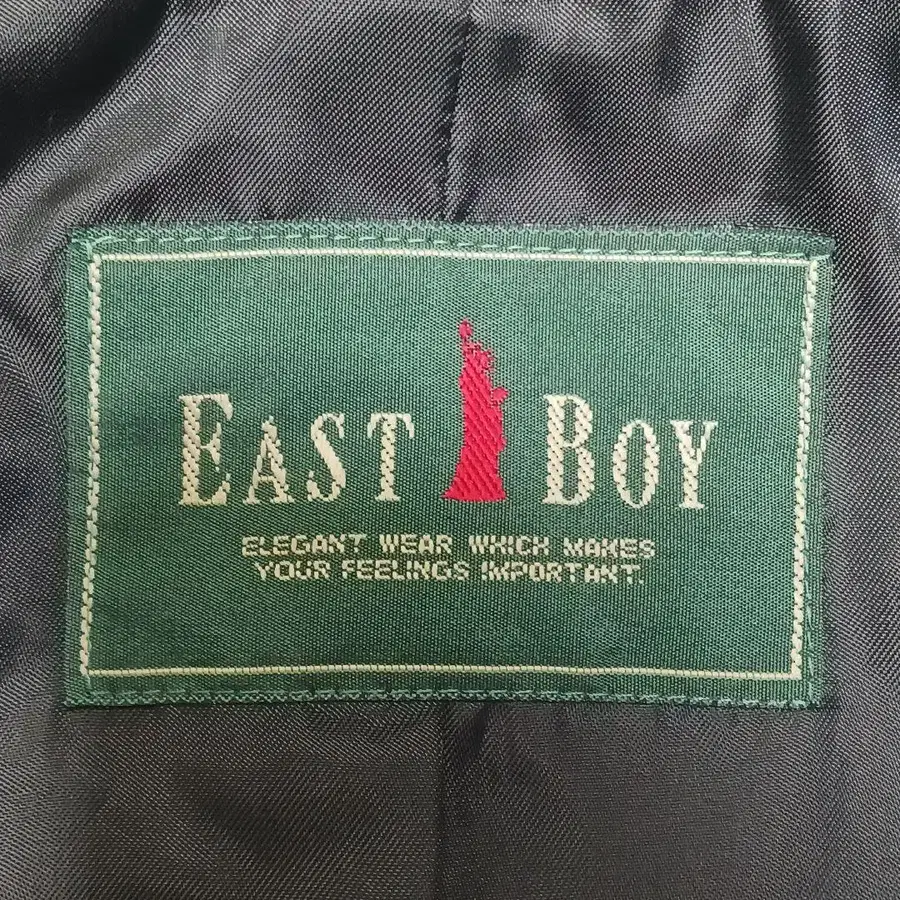 EAST BOY
ELEGANT WEAR WHICH MAKES
YOUR FEELINGS IMPORTANT.